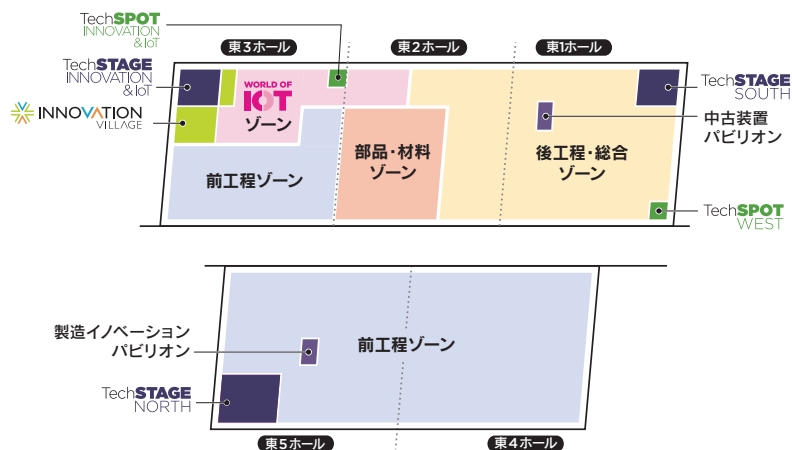 TechSPOT
INNOVATION
& IoT
東3ホール
東2ホール
東1ホール
TechSTAGE
INNOVATION
& IoT
INNOVATION
VILLAGE
WORLD OF
IOT
ゾーン
TechSTAGE
SOUTH
中古装置
パビリオン
部品・材料
ゾーン
後工程・総合
ゾーン
前工程ゾーン
TechSPOT
WEST
製造イノベーション
パビリオン
前工程ゾーン
TechSTAGE
NORTH
東5ホール
東4ホール